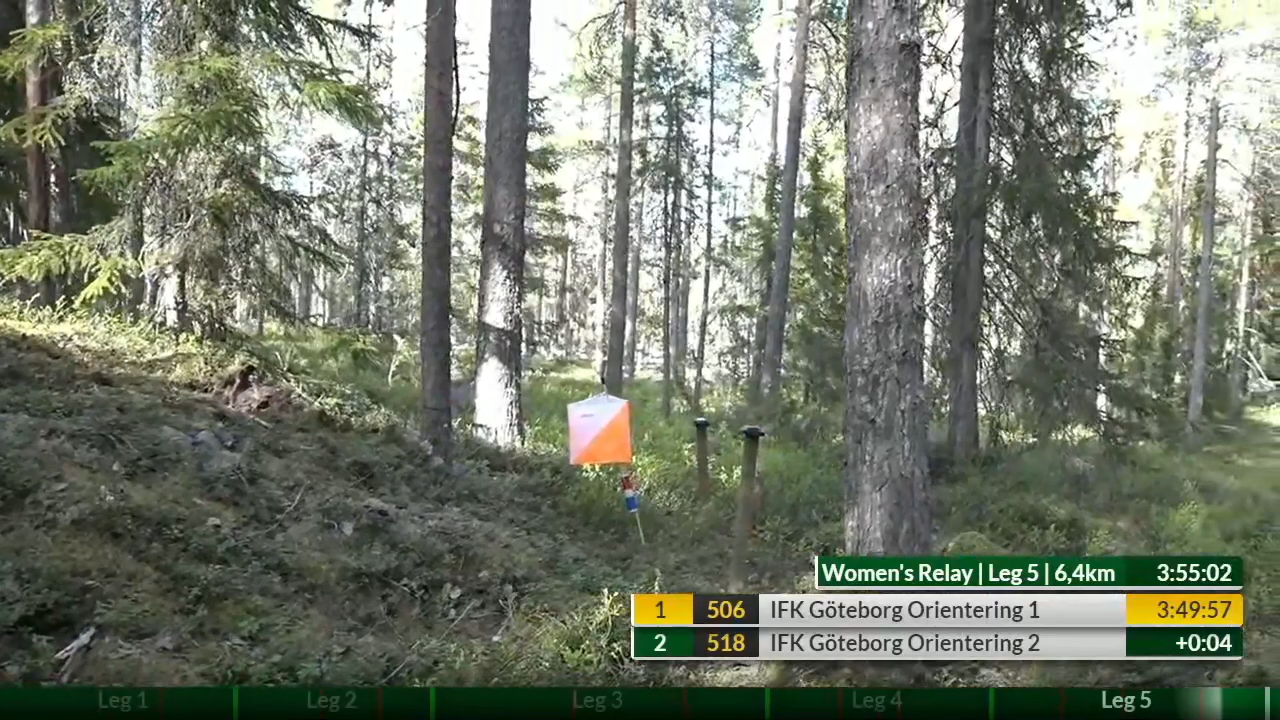 Women's Relay | Leg 5 | 6,4km 3:55:02
1 506 IFK Göteborg Orientering 1 3:49:57
2 518 IFK Göteborg Orientering 2 +0:04
Leg 1 Leg 2 Leg 3 Leg 4 Leg 5